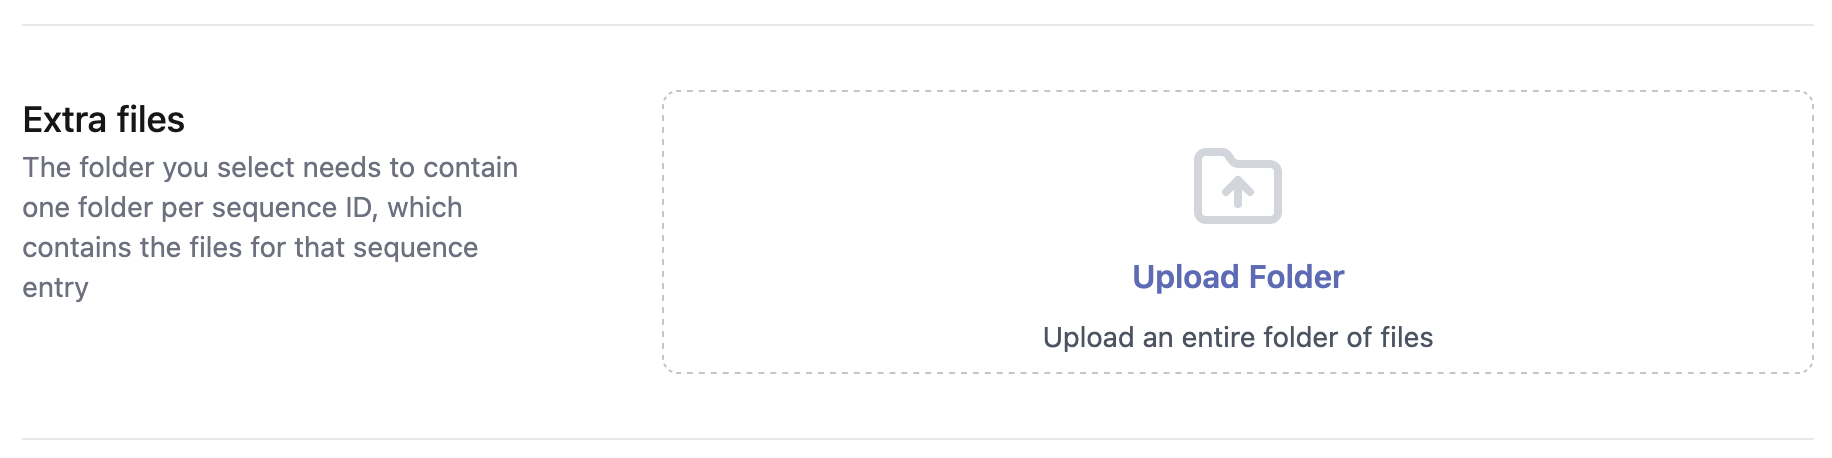 Extra files
The folder you select needs to contain
one folder per sequence ID, which
contains the files for that sequence
entry
Upload Folder
Upload an entire folder of files